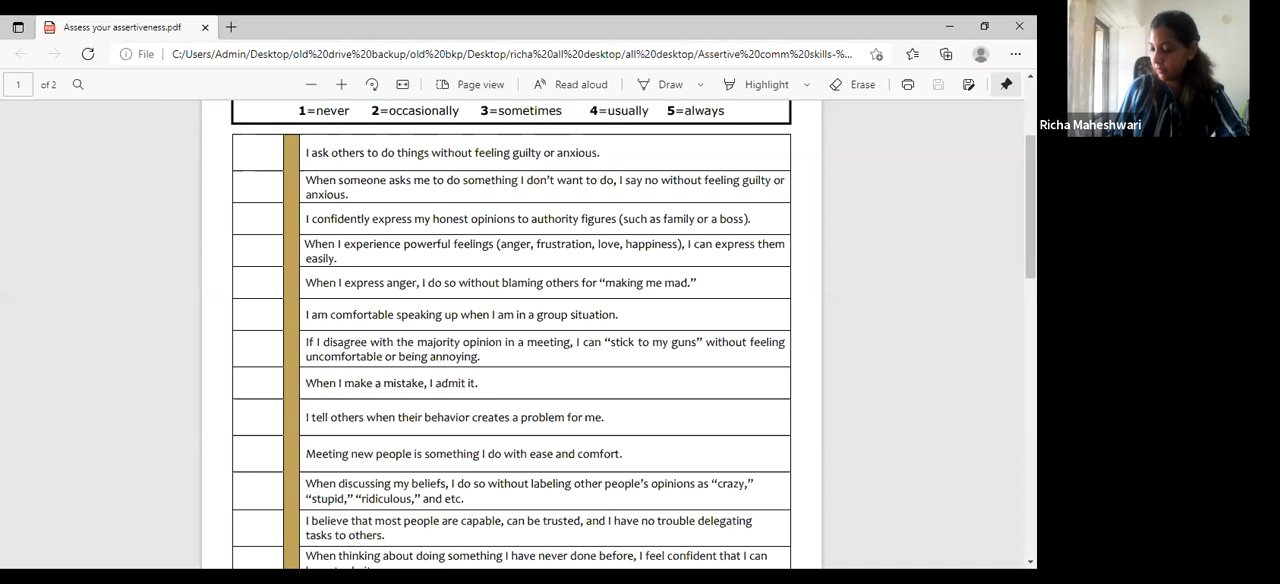 Assess your assertiveness.pdf
File
C:/Users/Admin/Desktop/old%20drive%20backup/old%20bkp/Desktop/richa%20all%20desktop/all%20desktop/Assertive%20comm%20skills-%...
1 of 2
Page view
Read aloud
Draw
Highlight
Erase
Richa Maheshwari
1=never 2=occasionally 3=sometimes 4=usually 5=always
I ask others to do things without feeling guilty or anxious.
When someone asks me to do something I don't want to do, I say no without feeling guilty or
anxious.
I confidently express my honest opinions to authority figures (such as family or a boss).
When I experience powerful feelings (anger, frustration, love, happiness), I can express them
easily.
When I express anger, I do so without blaming others for “making me mad.”
I am comfortable speaking up when I am in a group situation.
If I disagree with the majority opinion in a meeting, I can “stick to my guns” without feeling
uncomfortable or being annoying.
When I make a mistake, I admit it.
I tell others when their behavior creates a problem for me.
Meeting new people is something I do with ease and comfort.
When discussing my beliefs, I do so without labeling other people's opinions as “crazy,”
“stupid,” “ridiculous,” and etc.
I believe that most people are capable, can be trusted, and I have no trouble delegating
tasks to others.
When thinking about doing something I have never done before, I feel confident that I can